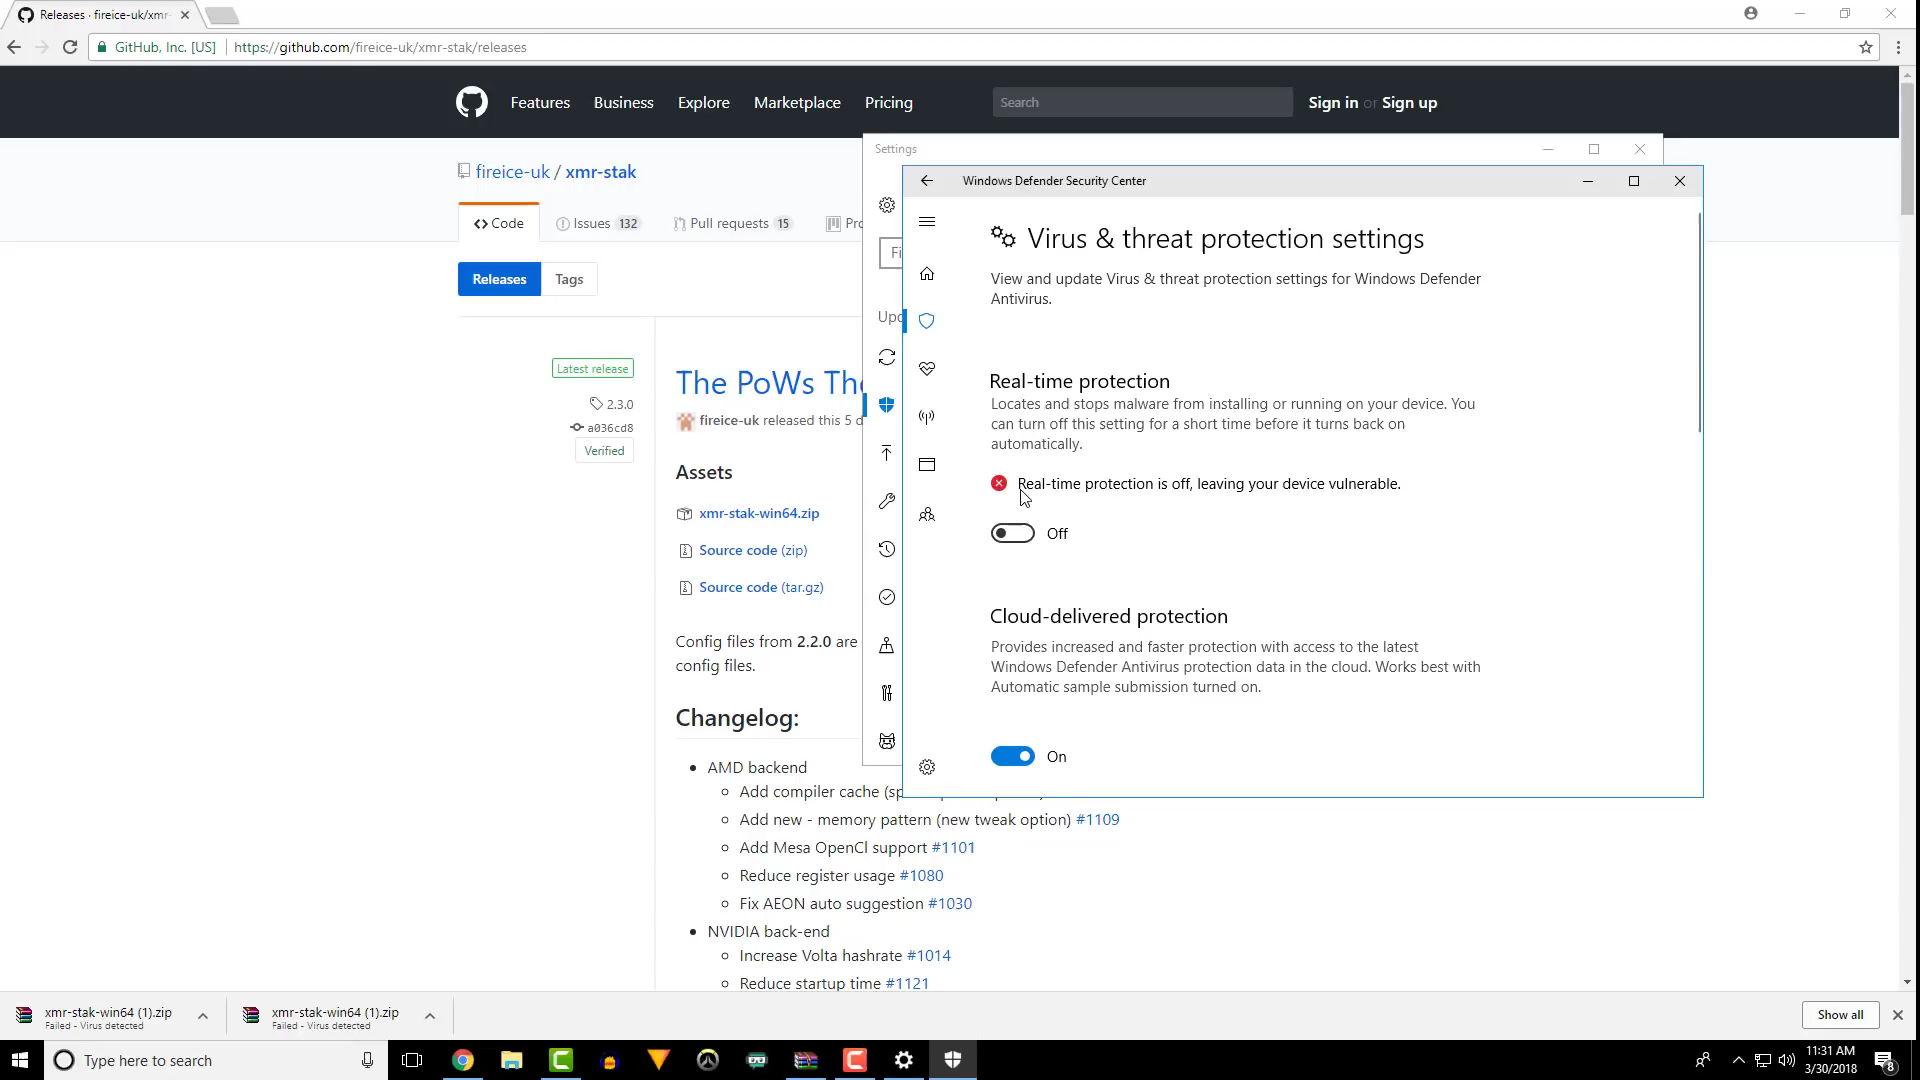 Releases · fireice-uk/xmr-
GitHub, Inc. [US]
https://github.com/fireice-uk/xmr-stak/releases
Features
Business
Explore
Marketplace
Pricing
Search
Sign in or Sign up
fireice-uk / xmr-stak
Code
Issues 132
Pull requests 15
Pro
Releases
Tags
Latest release
2.3.0
a036cd8
Verified
The PoWs The
fireice-uk released this 5 d
Assets
xmr-stak-win64.zip
Source code (zip)
Source code (tar.gz)
Config files from 2.2.0 are
config files.
Changelog:
AMD backend
Add compiler cache (sp
Add new - memory pattern (new tweak option) #1109
Add Mesa OpenCl support #1101
Reduce register usage #1080
Fix AEON auto suggestion #1030
NVIDIA back-end
Increase Volta hashrate #1014
Reduce startup time #1121
Settings
Fi
Upd
Windows Defender Security Center
Virus & threat protection settings
View and update Virus & threat protection settings for Windows Defender
Antivirus.
Real-time protection
Locates and stops malware from installing or running on your device. You
can turn off this setting for a short time before it turns back on
automatically.
Real-time protection is off, leaving your device vulnerable.
Off
Cloud-delivered protection
Provides increased and faster protection with access to the latest
Windows Defender Antivirus protection data in the cloud. Works best with
Automatic sample submission turned on.
On
xmr-stak-win64 (1).zip
Failed - Virus detected
xmr-stak-win64 (1).zip
Failed - Virus detected
Show all
Type here to search
11:31 AM
3/30/2018
8